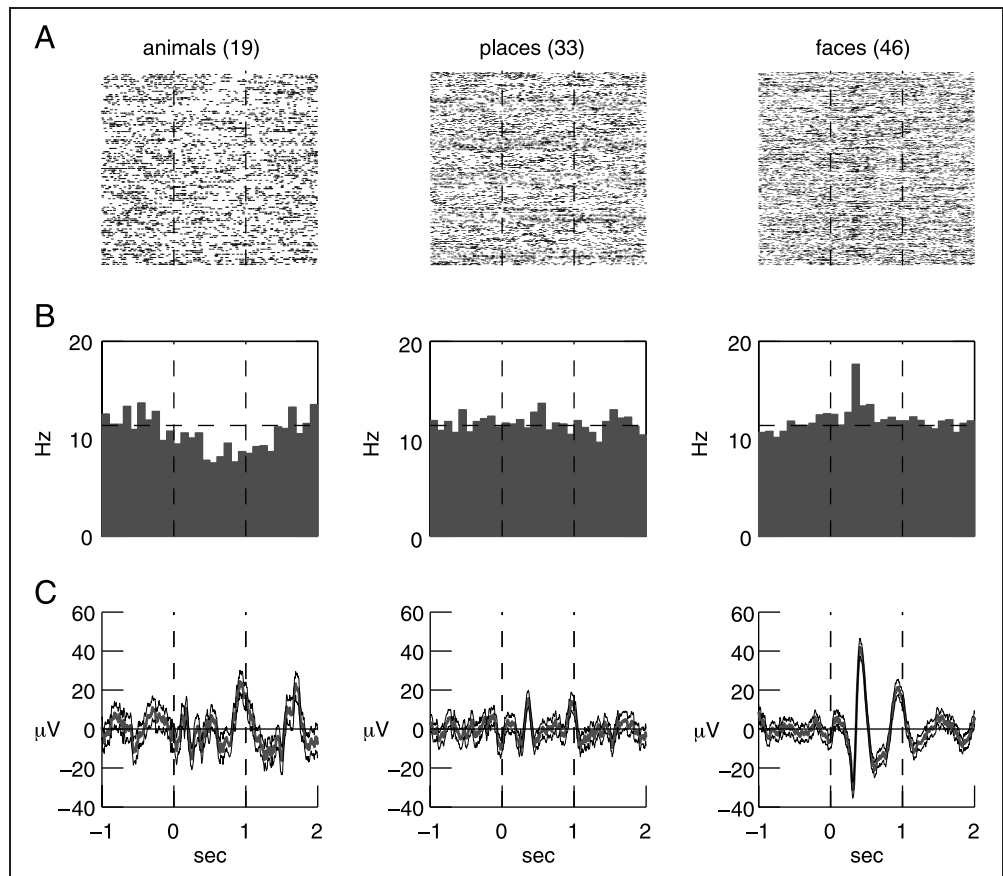 A
animals (19) places (33) faces (46)
B
20 20 20
Hz Hz Hz
10 10 10
0 0 0
C
60 60 60
40 40 40
20 20 20
μV 0 μV 0 μV 0
−20 −20 −20
−40 −40 −40
−1 0 1 2 −1 0 1 2 −1 0 1 2
sec sec sec